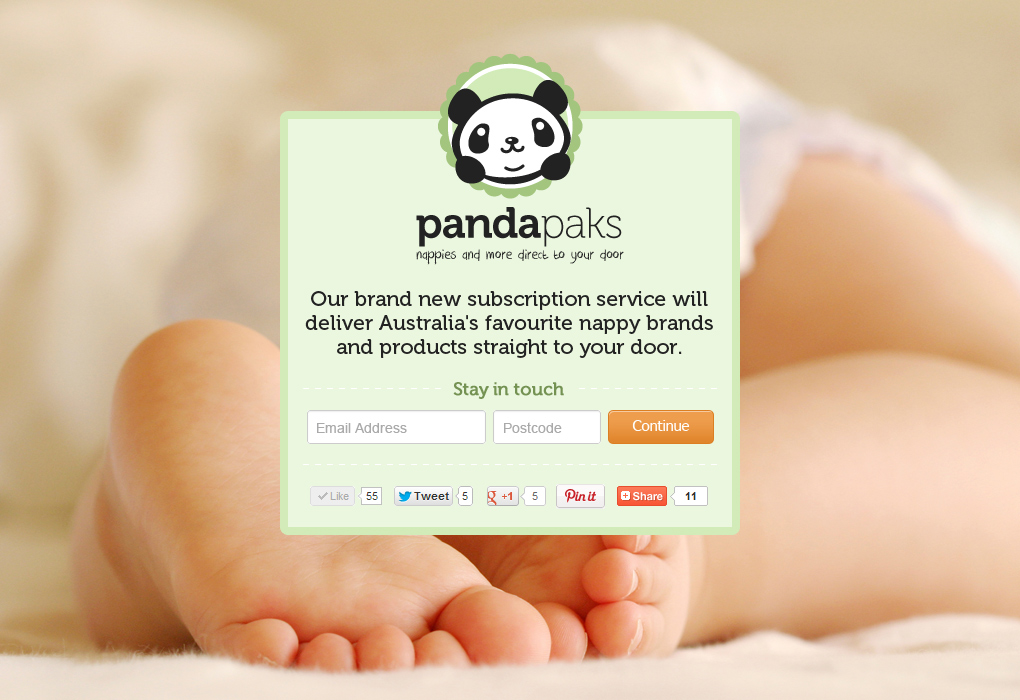 pandapaks
nappies and more direct to your door
Our brand new subscription service will
deliver Australia's favourite nappy brands
and products straight to your door.
Stay in touch
Email Address Postcode Continue
Like 55 Tweet 5 g +1 5 Pin it Share 11